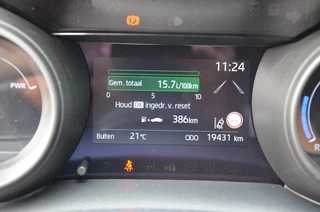 11:24
Gem. totaal 15.7 L/100km
0 5 10
Houd OK ingedr. v. reset
386km
Buiten 21°C ODO 19431 km
PWR